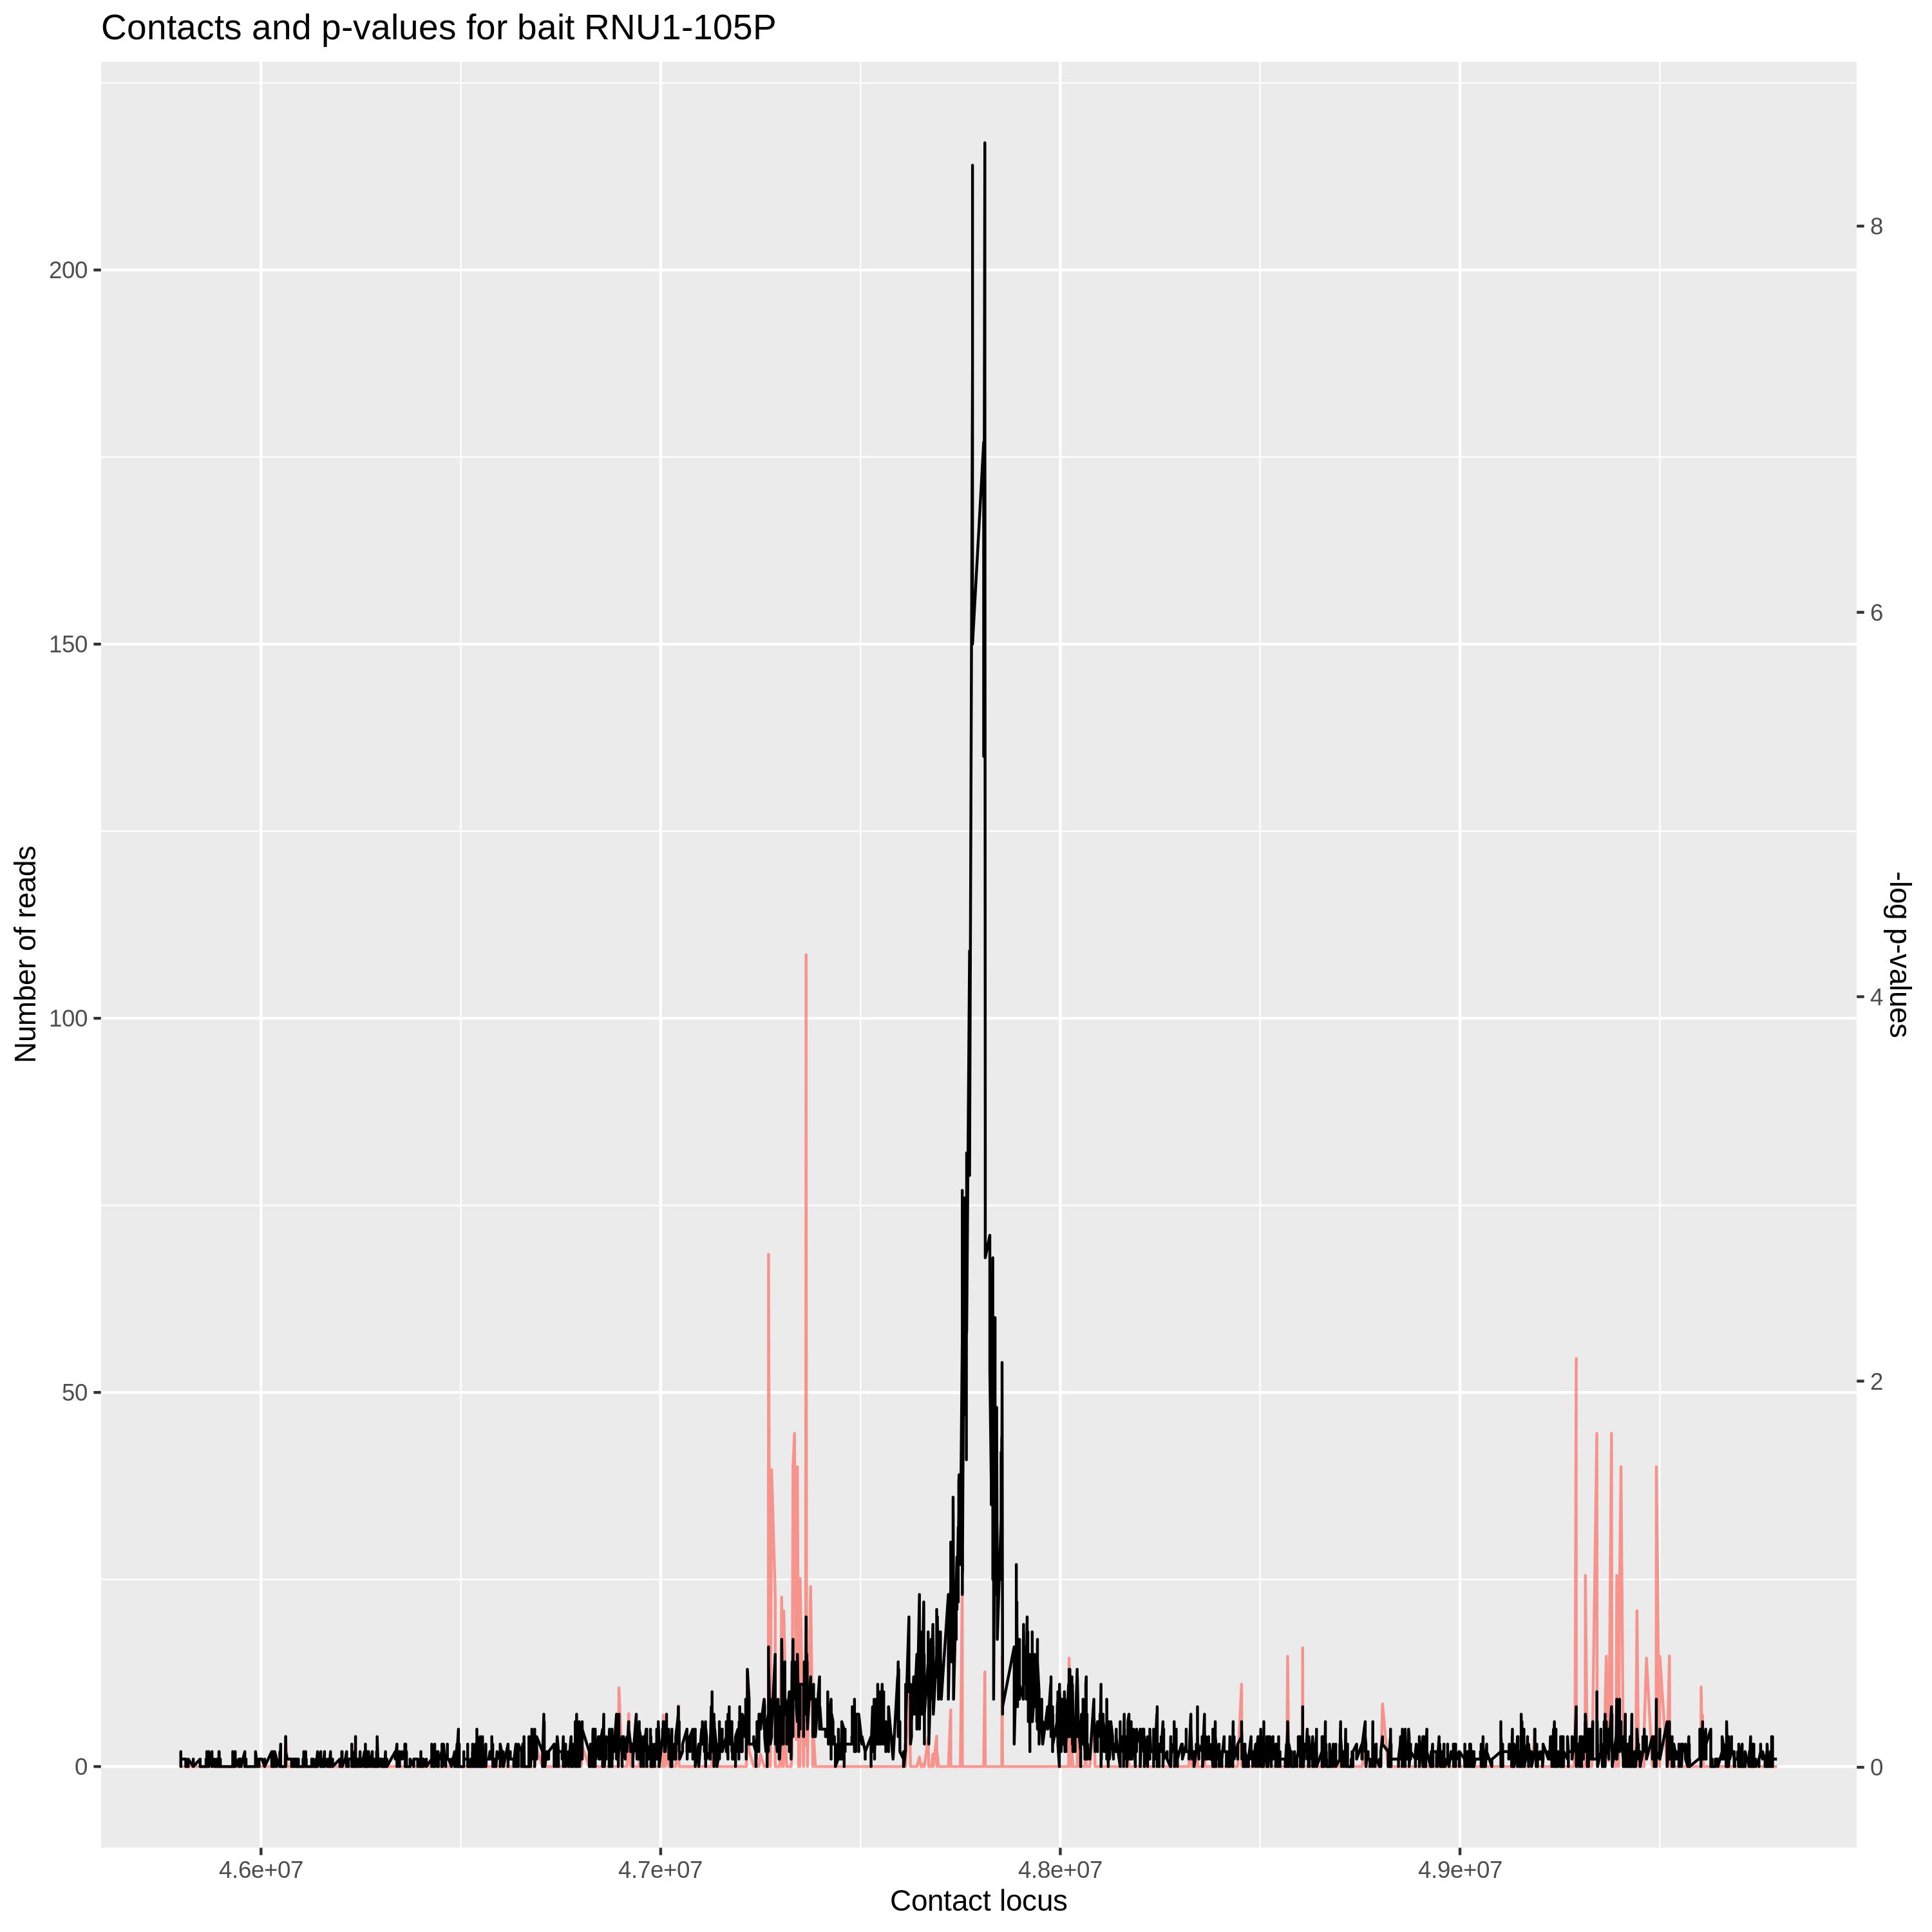 Contacts and p-values for bait RNU1-105P
200
150
100
50
0
Number of reads
8
6
4
2
0
-log p-values
4.6e+07
4.7e+07
4.8e+07
4.9e+07
Contact locus